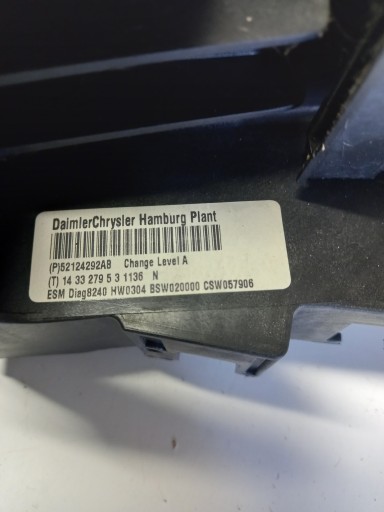 DaimlerChrysler Hamburg Plant
(P)52124292AB Change Level A
(T) 14 33 279 5 3 1136 N
ESM Diag8240 HW0304 BSW020000 CSW057906